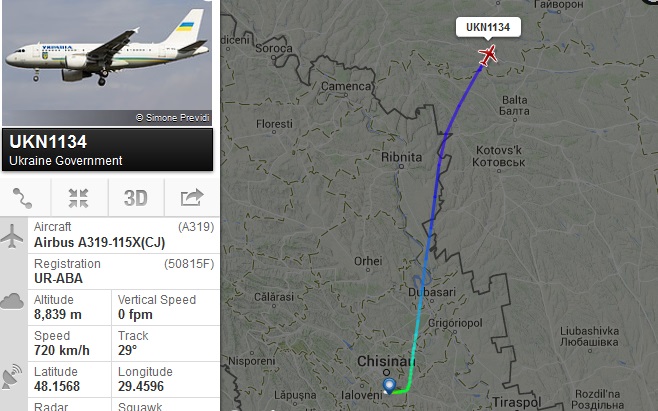 УКРАЇНА
© Simone Previdi
UKN1134
Ukraine Government
3D
Aircraft
(A319)
Airbus A319-115X(CJ)
Registration
(50815F)
UR-ABA
Altitude
Vertical Speed
8,839 m
0 fpm
Speed
Track
720 km/h
29°
Latitude
Longitude
48.1568
29.4596
Radar
Squawk
Гайворон
UKN1134
Soroca
Camenca
Balta
Балта
Floresti
Kotovs'k
Котовськ
Ribnita
Orhei
Dubasari
Călărasi
Grigoriopol
Liubashivka
Любашівка
Nisporeni
Chisinau
Lăpușna
Ialoveni
Tiraspol
Rozdil'na
Роздільна